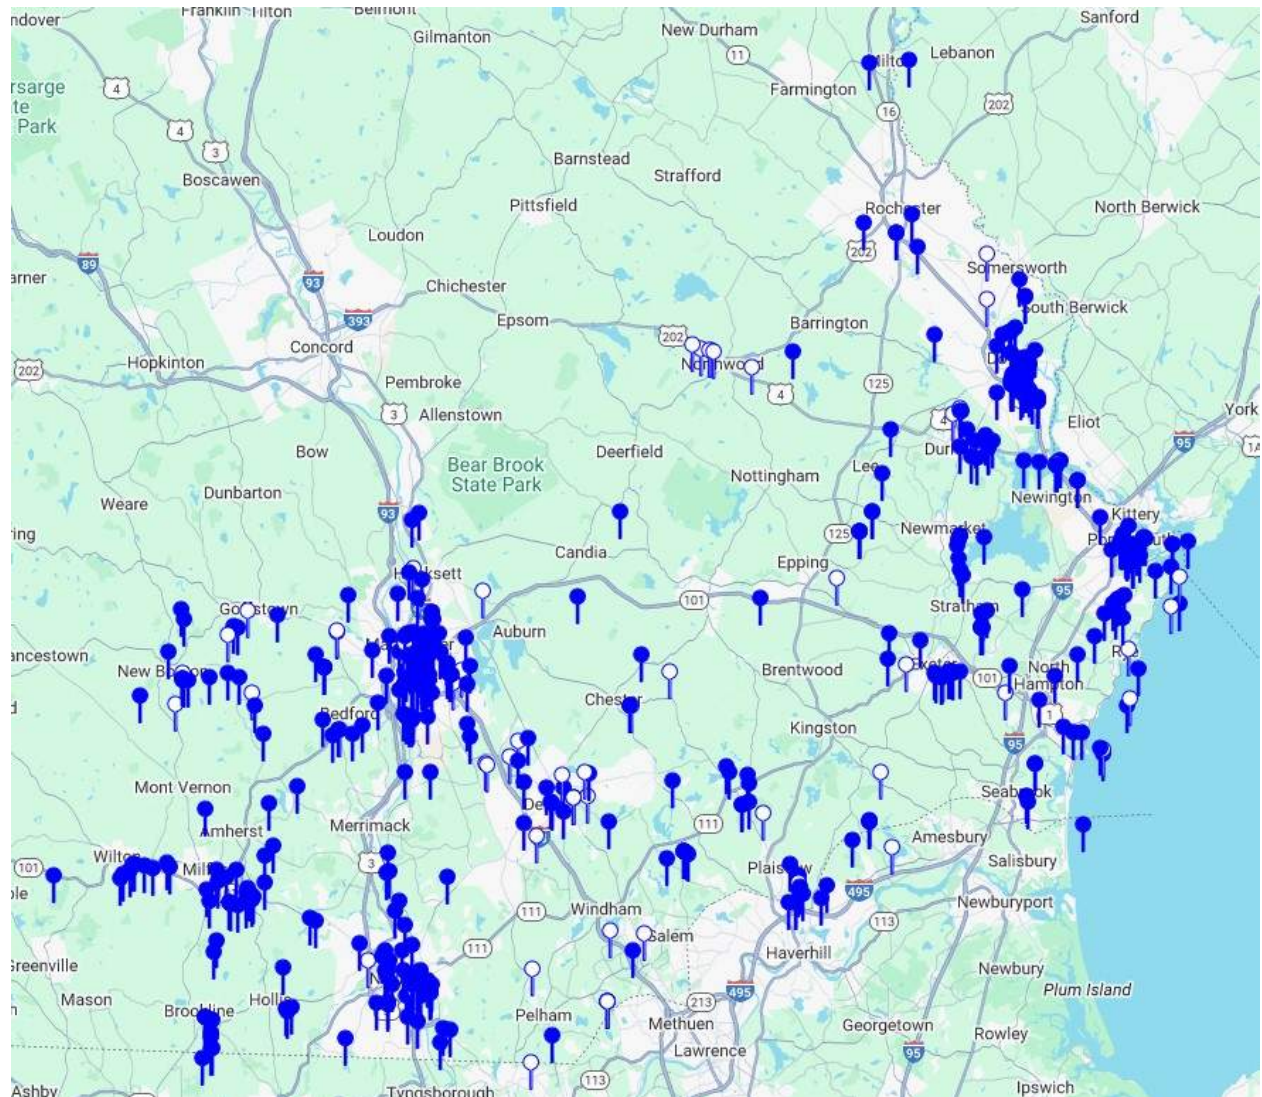 Franklin
Tilton
Belmont
ndover
Gilmanton
New Durham
Sanford
11
Lebanon
Milto
Farmington
4
rsarge
te
Park
16
202
4
3
Barnstead
Strafford
Boscawen
Pittsfield
Rochester
North Berwick
Loudon
202
89
arner
93
Somersworth
Chichester
393
South Berwick
Epsom
202
Barrington
Concord
Hopkinton
202
Northwood
Pembroke
125
4
3
Allenstown
York
4
Eliot
95
1A
Bow
Deerfield
Bear Brook
State Park
Lee
Nottingham
Dunbarton
Weare
Newington
93
Kittery
ring
125
Newmarket
Candia
Epping
95
101
Auburn
Stratham
ancestown
New Boston
Brentwood
Exeter
101
North
Hampton
Chester
Bedford
1
Kingston
95
Mont Vernon
Seabrook
Amherst
Merrimack
111
Amesbury
Salisbury
101
Wilton
3
Plaistow
495
ple
Newburyport
111
Windham
113
Salem
111
Haverhill
Greenville
Newbury
Mason
Hollis
495
Plum Island
213
Brookline
Pelham
Methuen
Georgetown
Rowley
Lawrence
95
113
Ashby
Tyngsborough
Ipswich